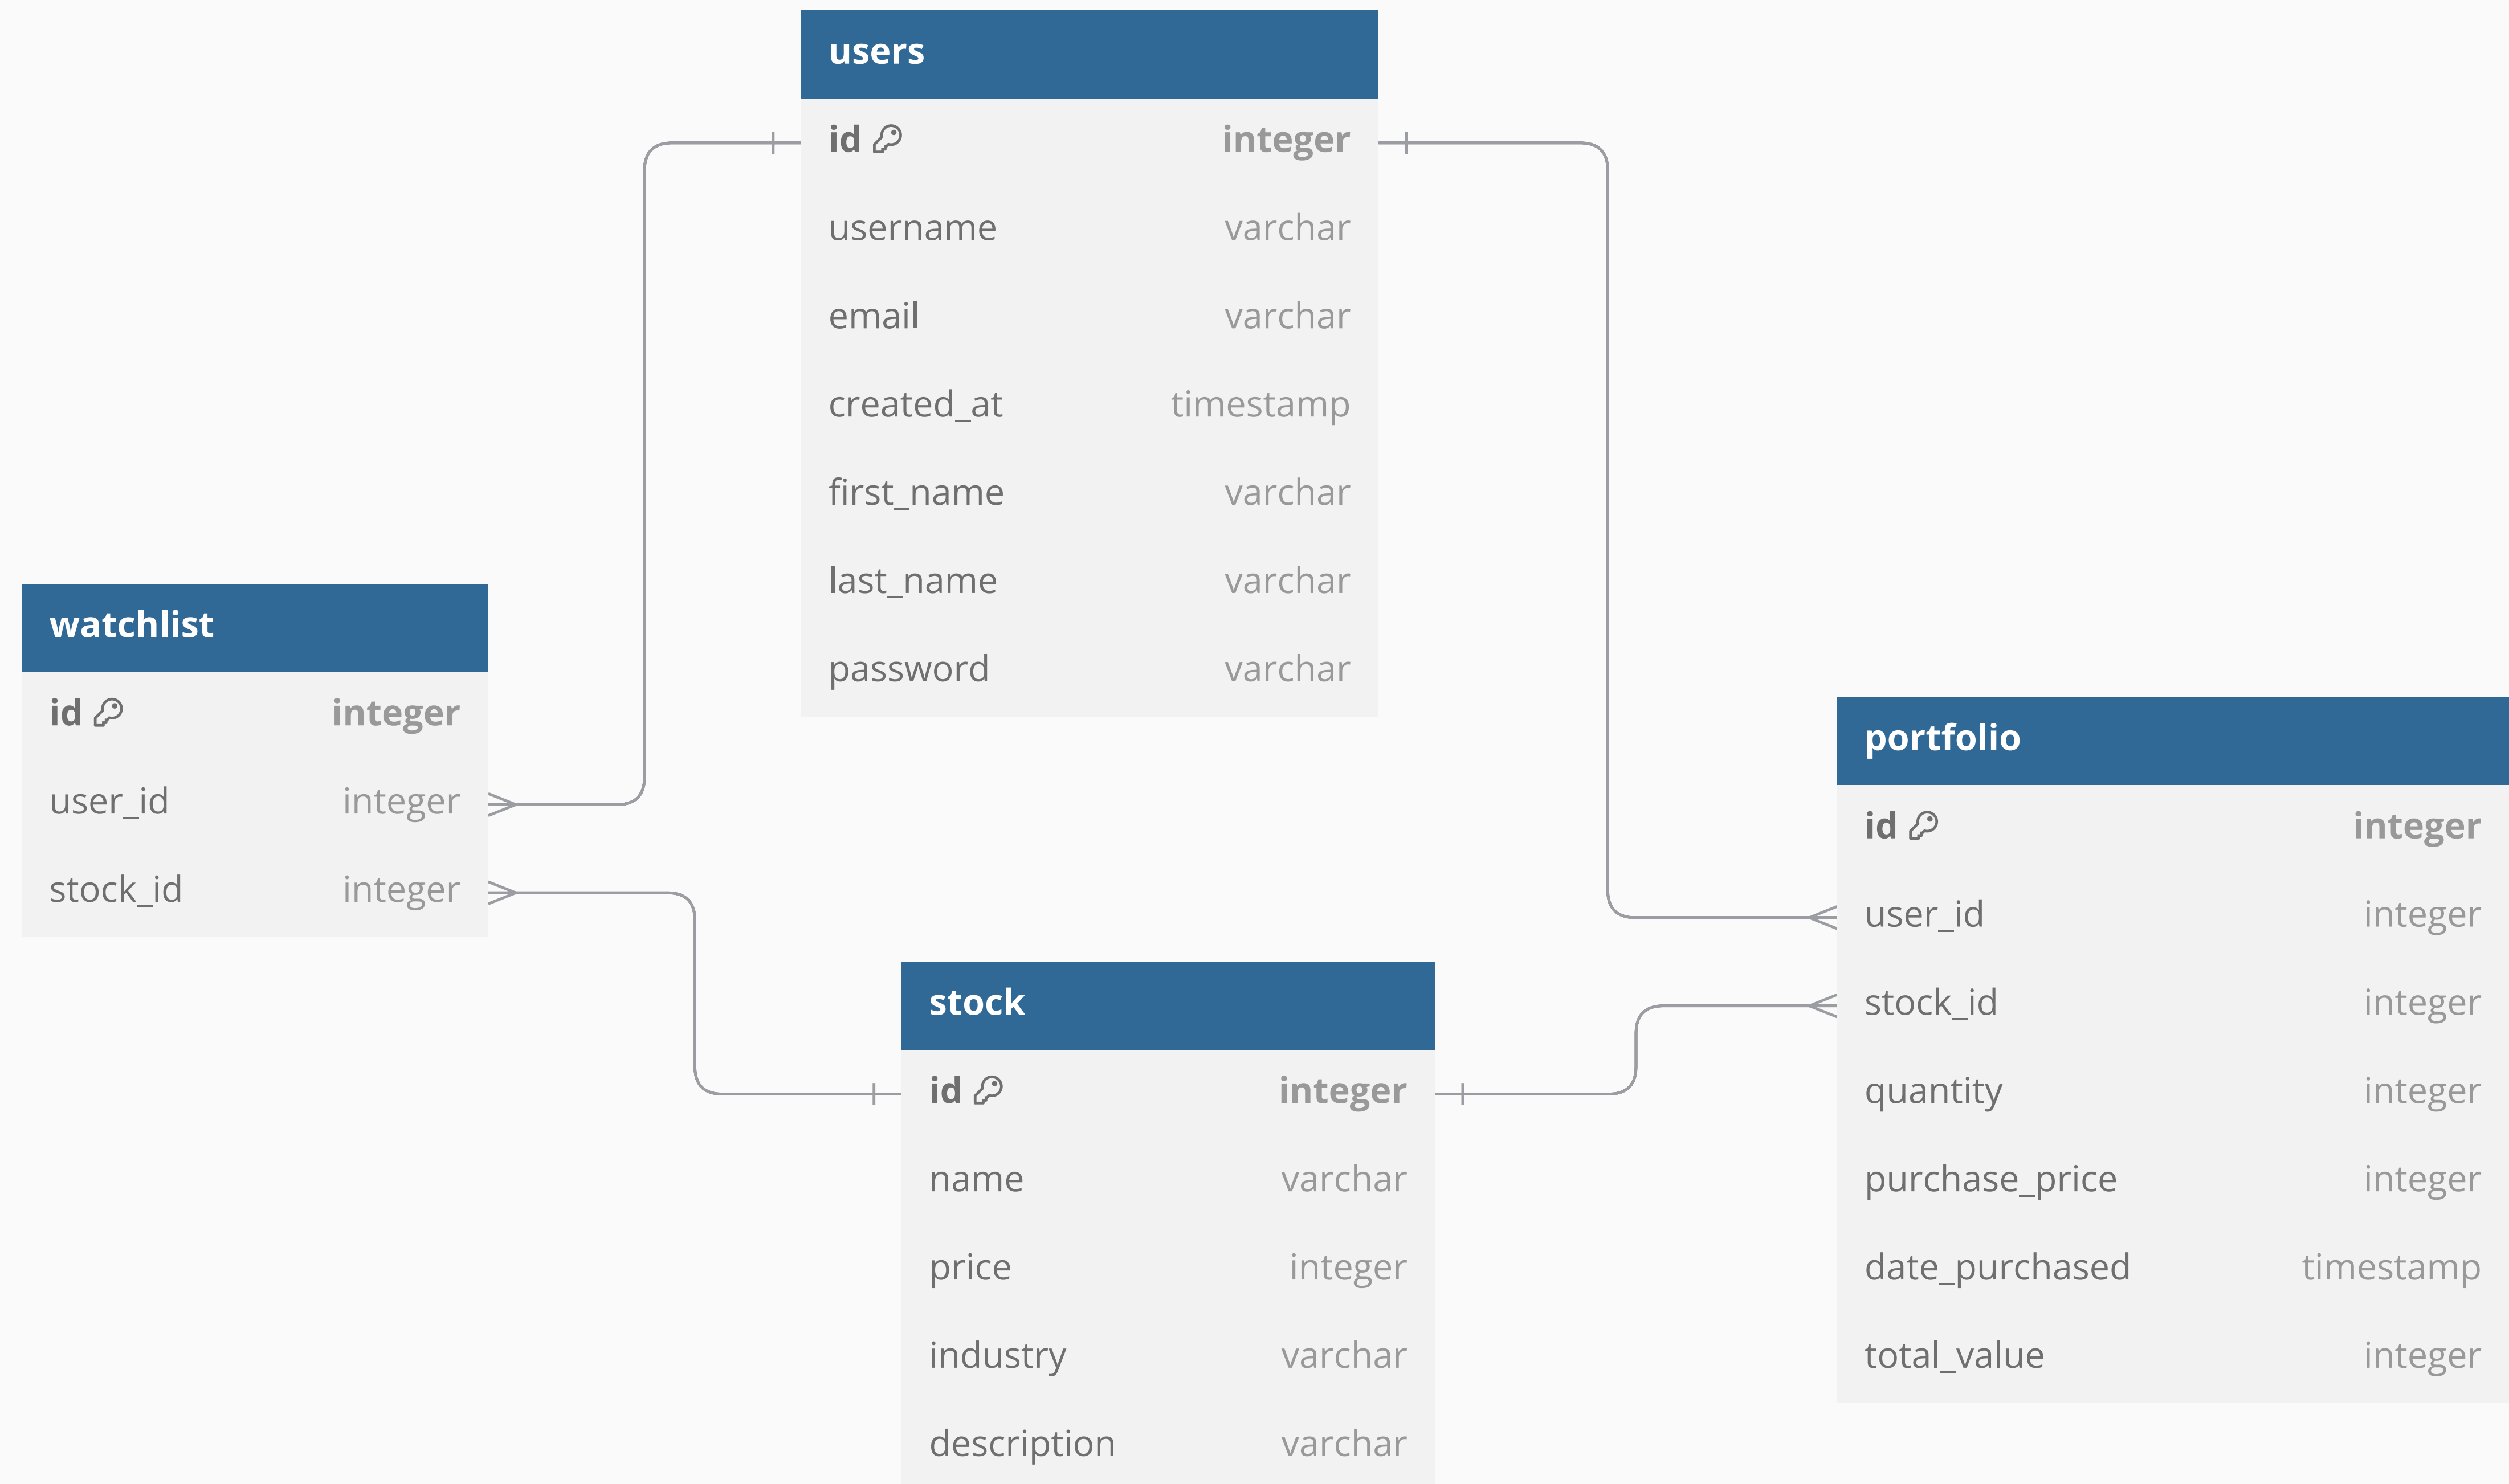 users
id integer
username varchar
email varchar
created_at timestamp
first_name varchar
last_name varchar
password varchar
watchlist
id integer
user_id integer
stock_id integer
portfolio
id integer
user_id integer
stock_id integer
quantity integer
purchase_price integer
date_purchased timestamp
total_value integer
stock
id integer
name varchar
price integer
industry varchar
description varchar